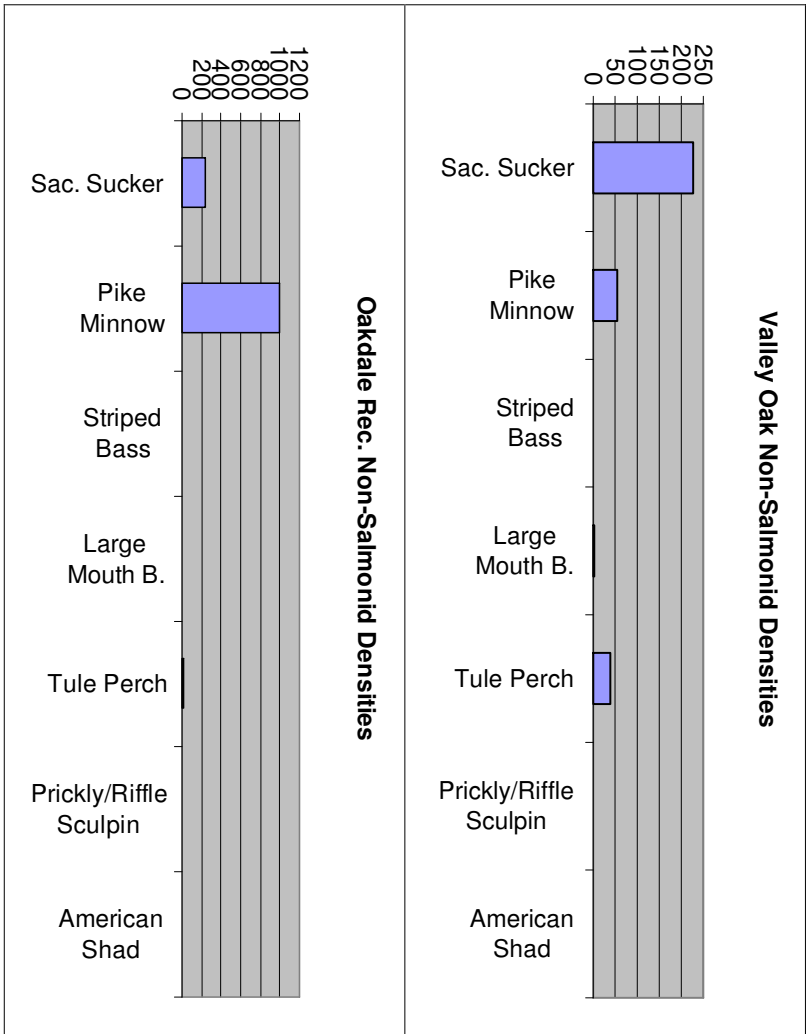 Valley Oak Non-Salmonid Densities
250
200
150
100
50
0
Sac. Sucker
Pike
Minnow
Striped
Bass
Large
Mouth B.
Tule Perch
Prickly/Riffle
Sculpin
American
Shad
Oakdale Rec. Non-Salmonid Densities
1200
1000
800
600
400
200
0
Sac. Sucker
Pike
Minnow
Striped
Bass
Large
Mouth B.
Tule Perch
Prickly/Riffle
Sculpin
American
Shad